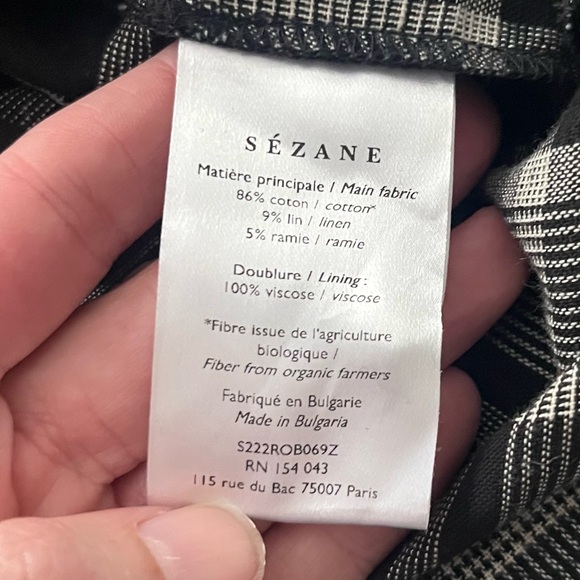 SÉZANE
Matière principale / Main fabric
86% coton / cotton*
9% lin / linen
5% ramie / ramie
Doublure / Lining :
100% viscose / viscose
*Fibre issue de l'agriculture
biologique /
Fiber from organic farmers
Fabriqué en Bulgarie
Made in Bulgaria
S222ROB069Z
RN 154 043
115 rue du Bac 75007 Paris